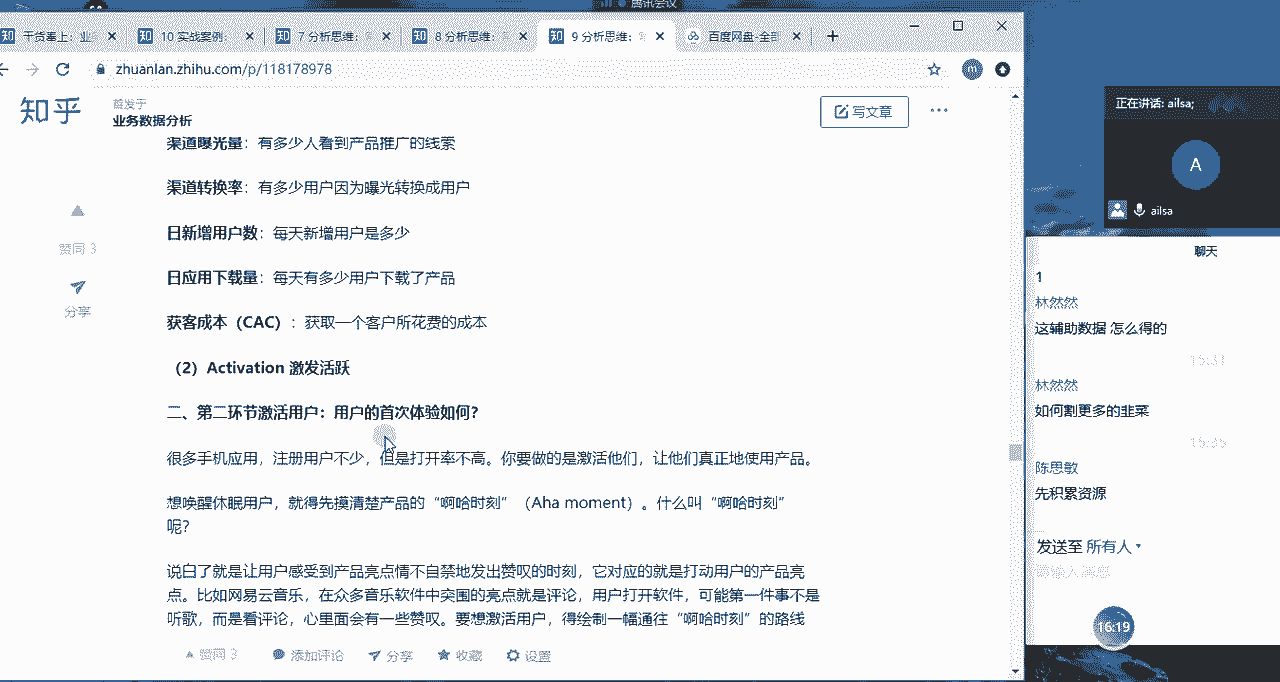 腾讯会议
干货奉上：业
10 实战案例：
7 分析思维：
8 分析思维：
9 分析思维：
百度网盘-全部
zhuanlan.zhihu.com/p/118178978
m
知乎
首发于
业务数据分析
写文章
渠道曝光量：有多少人看到产品推广的线索
渠道转换率：有多少用户因为曝光转换成用户
日新增用户数：每天新增用户是多少
日应用下载量：每天有多少用户下载了产品
获客成本（CAC）：获取一个客户所花费的成本
（2）Activation 激发活跃
二、第二环节激活用户：用户的首次体验如何？
很多手机应用，注册用户不少，但是打开率不高。你要做的是激活他们，让他们真正地使用产品。
想唤醒休眠用户，就得先摸清楚产品的“啊哈时刻”（Aha moment）。什么叫“啊哈时刻”
呢？
说白了就是让用户感受到产品亮点情不自禁地发出赞叹的时刻，它对应的就是打动用户的产品亮
点。比如网易云音乐，在众多音乐软件中突围的亮点就是评论，用户打开软件，可能第一件事不是
听歌，而是看评论，心里面会有一些赞叹。要想激活用户，得绘制一幅通往“啊哈时刻”的路线
赞同 3
分享
赞同 3
添加评论
分享
收藏
设置
正在讲话: ailsa;
A
ailsa
聊天
1
林然然
这辅助数据 怎么得的
15:31
林然然
如何割更多的韭菜
15:35
陈思敏
先积累资源
发送至 所有人
请输入消息
16:19